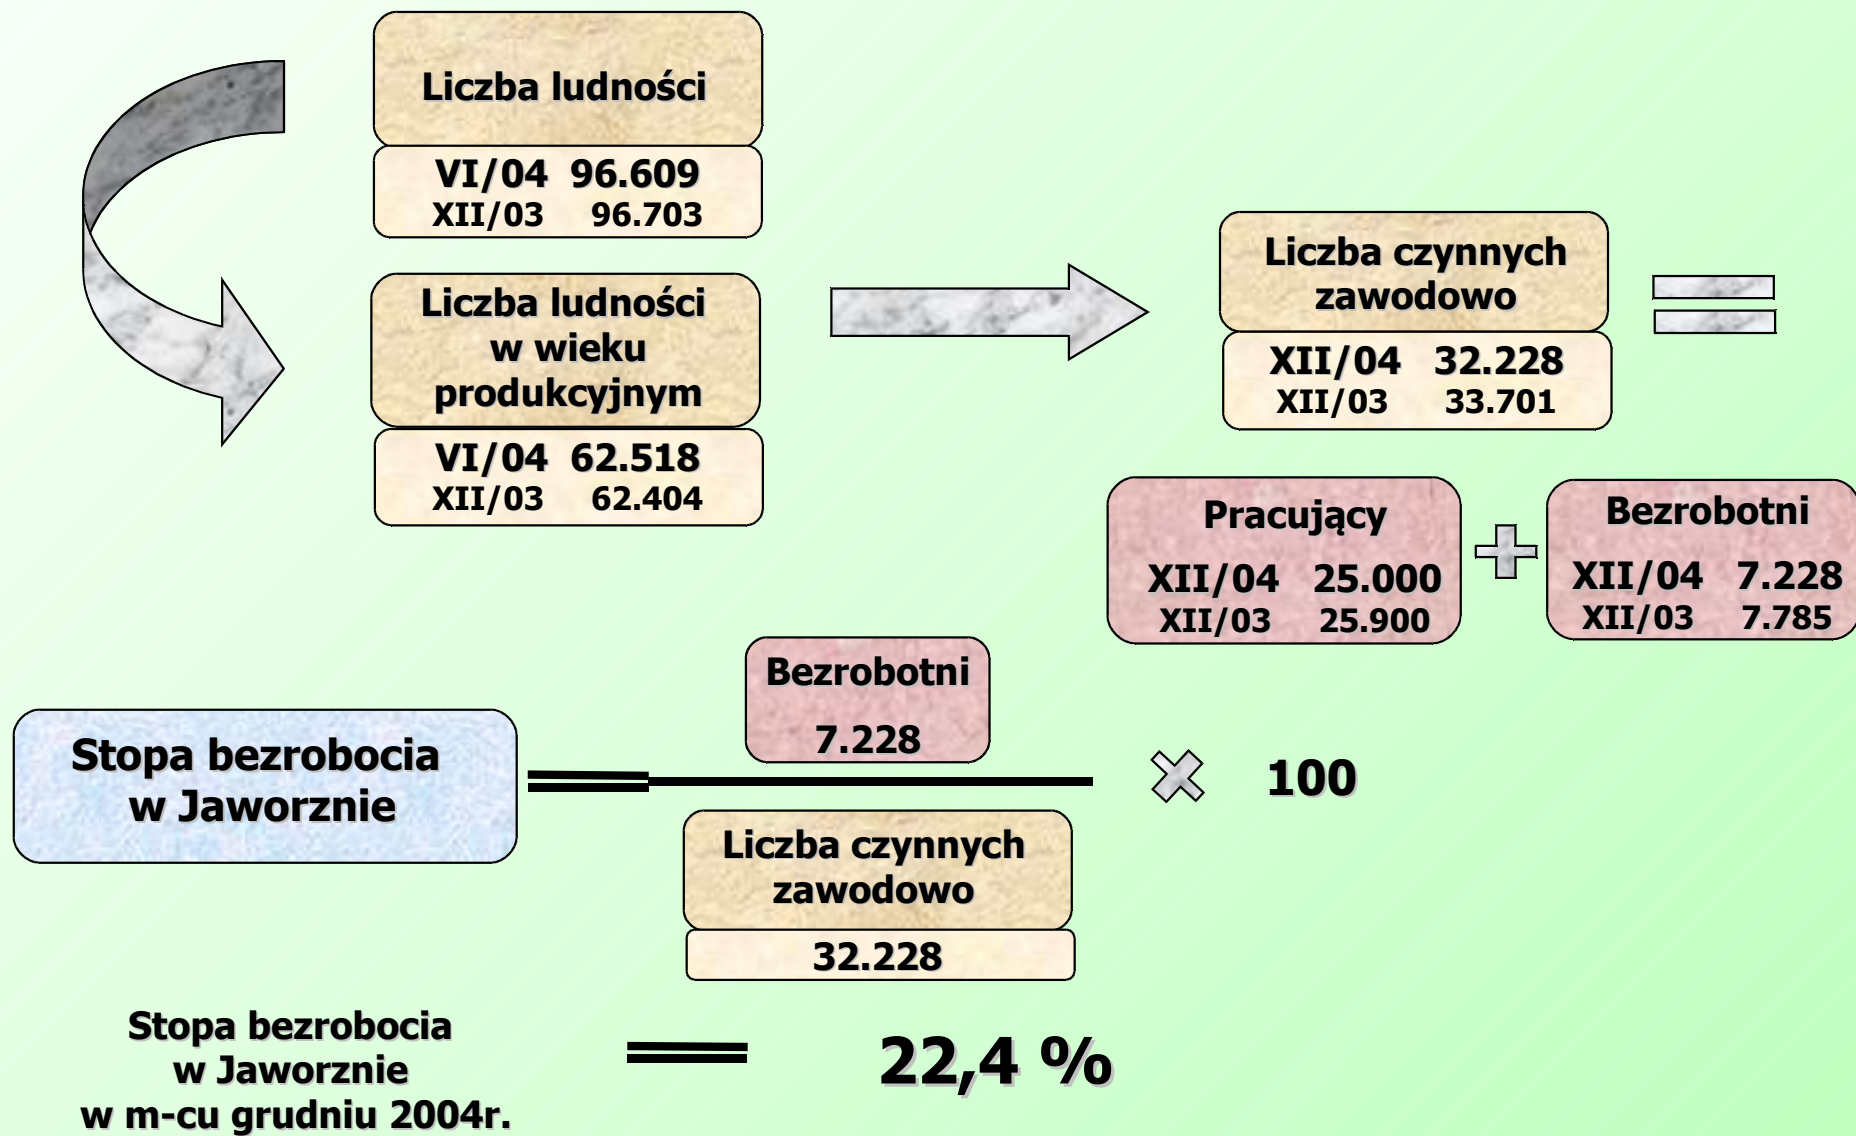 Liczba ludności
VI/04 96.609
XII/03 96.703
Liczba ludności
w wieku
produkcyjnym
VI/04 62.518
XII/03 62.404
Liczba czynnych
zawodowo
XII/04 32.228
XII/03 33.701
Pracujący
XII/04 25.000
XII/03 25.900
Bezrobotni
XII/04 7.228
XII/03 7.785
Stopa bezrobocia
w Jaworznie
Bezrobotni
7.228
Liczba czynnych
zawodowo
32.228
100
Stopa bezrobocia
w Jaworznie
w m-cu grudniu 2004r.
22,4 %